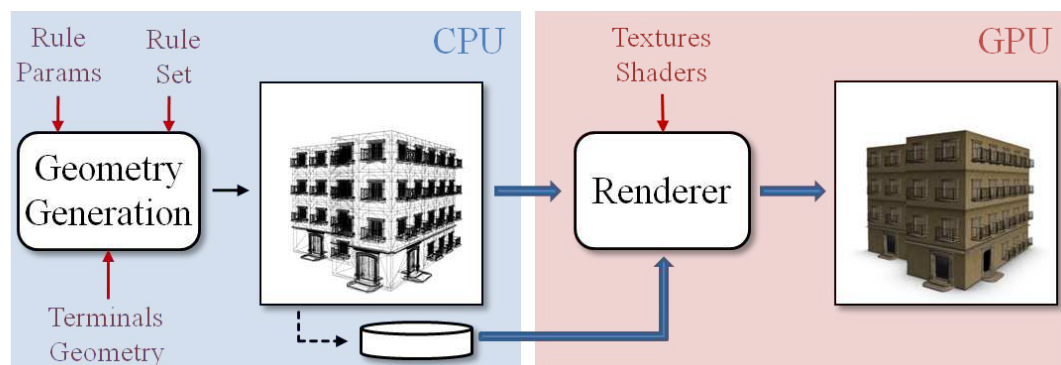 Rule
Params
Rule
Set
CPU
Geometry
Generation
Terminals
Geometry
Textures
Shaders
GPU
Renderer